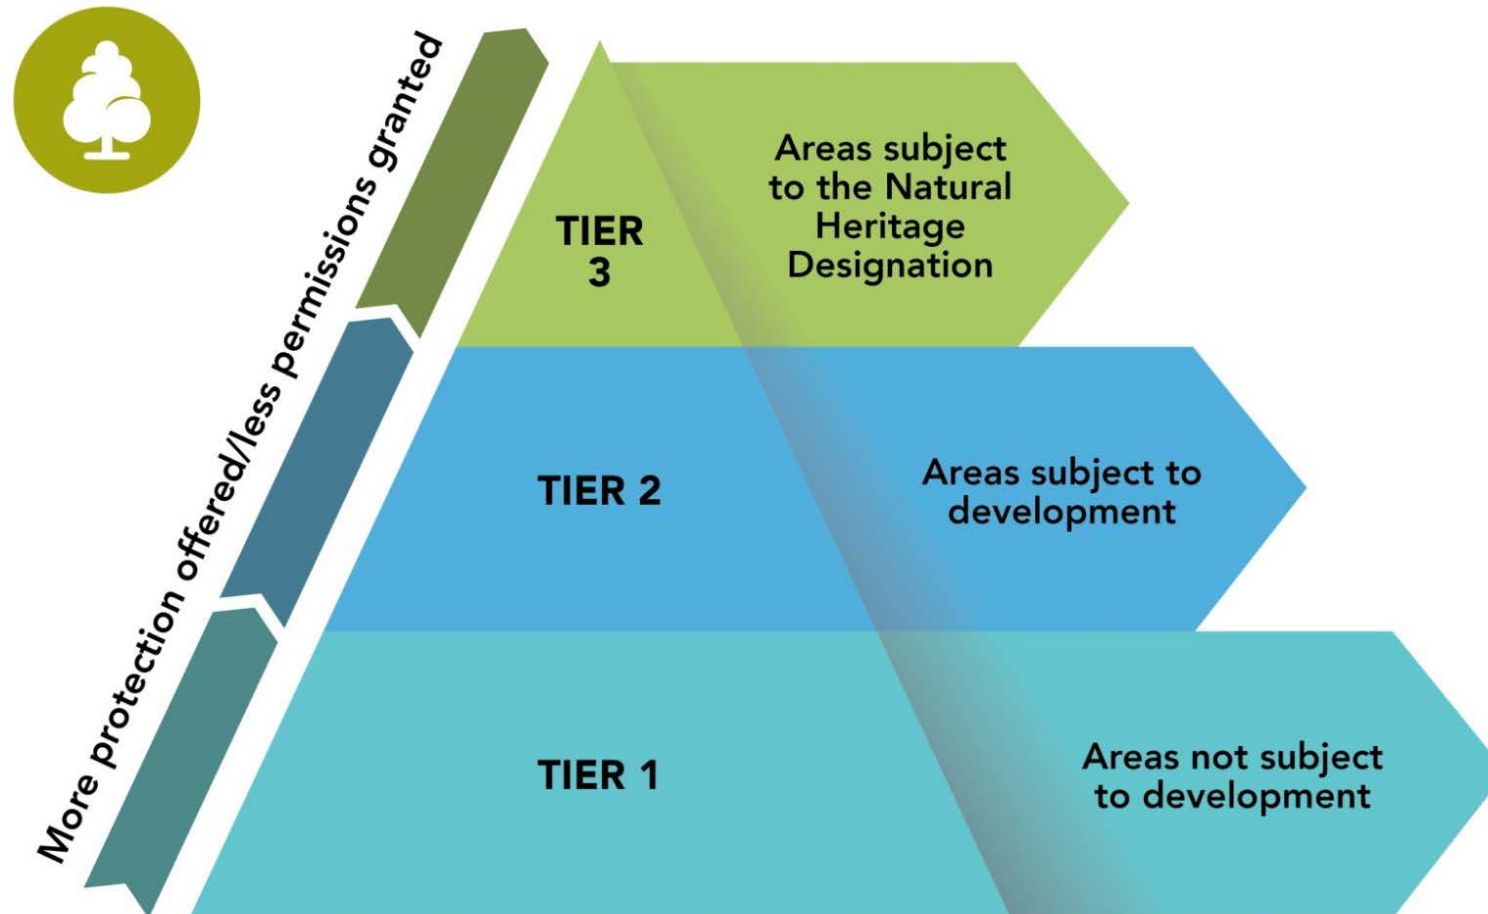 More protection offered/less permissions granted
TIER
3
Areas subject
to the Natural
Heritage
Designation
TIER 2
Areas subject to
development
TIER 1
Areas not subject
to development